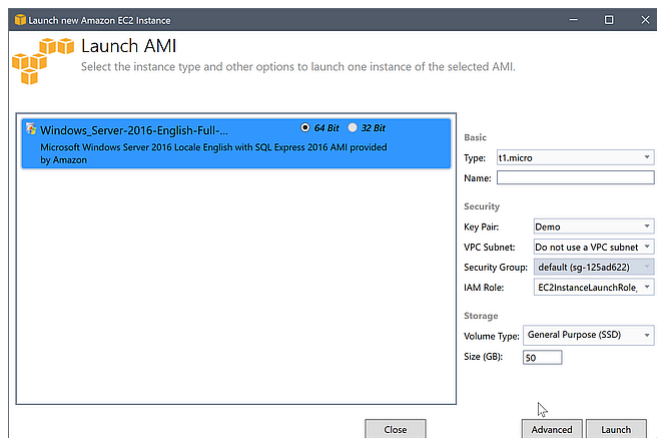 Launch new Amazon EC2 Instance
Launch AMI
Select the instance type and other options to launch one instance of the selected AMI.
Windows_Server-2016-English-Full-...
64 Bit
32 Bit
Microsoft Windows Server 2016 Locale English with SQL Express 2016 AMI provided
by Amazon
Basic
Type: t1.micro
Name:
Security
Key Pair: Demo
VPC Subnet: Do not use a VPC subnet
Security Group: default (sg-125ad622)
IAM Role: EC2InstanceLaunchRole,
Storage
Volume Type: General Purpose (SSD)
Size (GB): 50
Close
Advanced
Launch